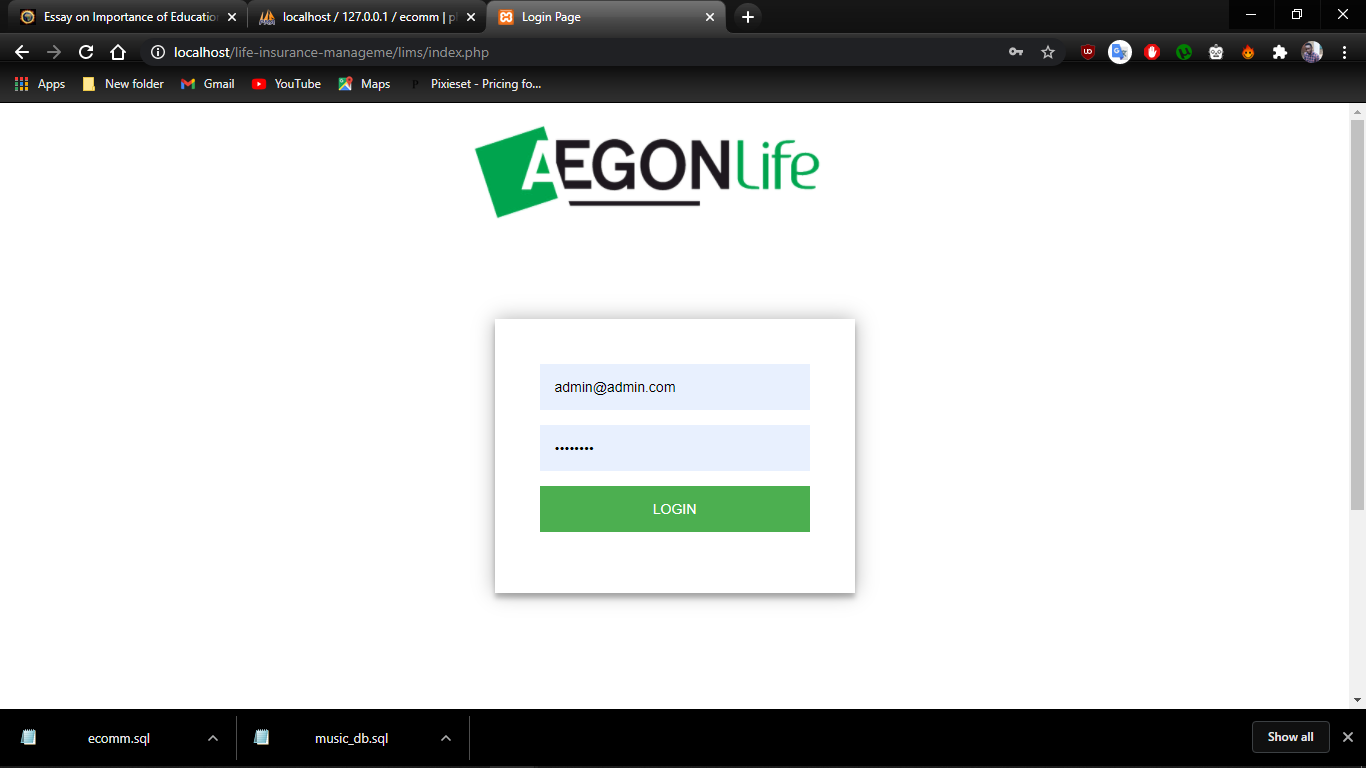 Essay on Importance of Education
localhost / 127.0.0.1 / ecomm | ph
Login Page
localhost/life-insurance-manageme/lims/index.php
Apps
New folder
Gmail
YouTube
Maps
Pixieset - Pricing fo...
AEGONLife
admin@admin.com
••••••••
LOGIN
ecomm.sql
music_db.sql
Show all